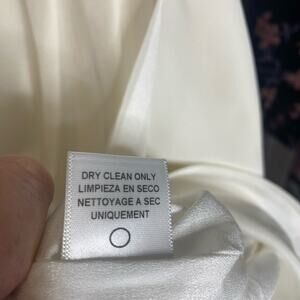 DRY CLEAN ONLY
LIMPIEZA EN SECO
NETTOYAGE A SEC
UNIQUEMENT